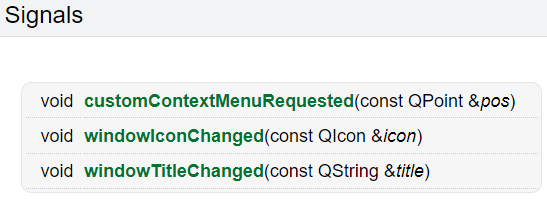 Signals
void customContextMenuRequested(const QPoint &pos)
void windowIconChanged(const QIcon &icon)
void windowTitleChanged(const QString &title)